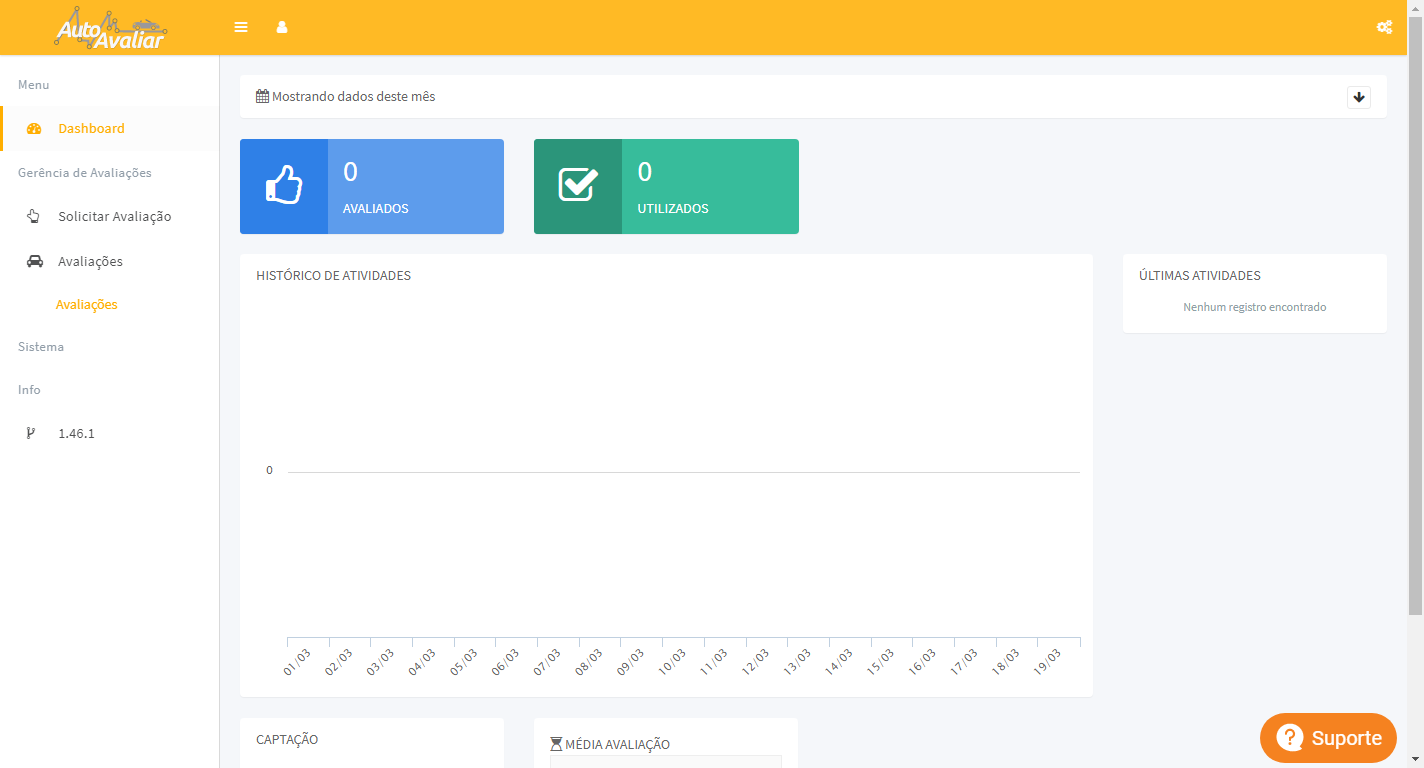 Auto
Avaliar
Menu
Dashboard
Gerência de Avaliações
Solicitar Avaliação
Avaliações
Avaliações
Sistema
Info
1.46.1
Mostrando dados deste mês
0
AVALIADOS
0
UTILIZADOS
HISTÓRICO DE ATIVIDADES
0
01/03 02/03 03/03 04/03 05/03 06/03 07/03 08/03 09/03 10/03 11/03 12/03 13/03 14/03 15/03 16/03 17/03 18/03 19/03
ÚLTIMAS ATIVIDADES
Nenhum registro encontrado
CAPTAÇÃO
MÉDIA AVALIAÇÃO
? Suporte